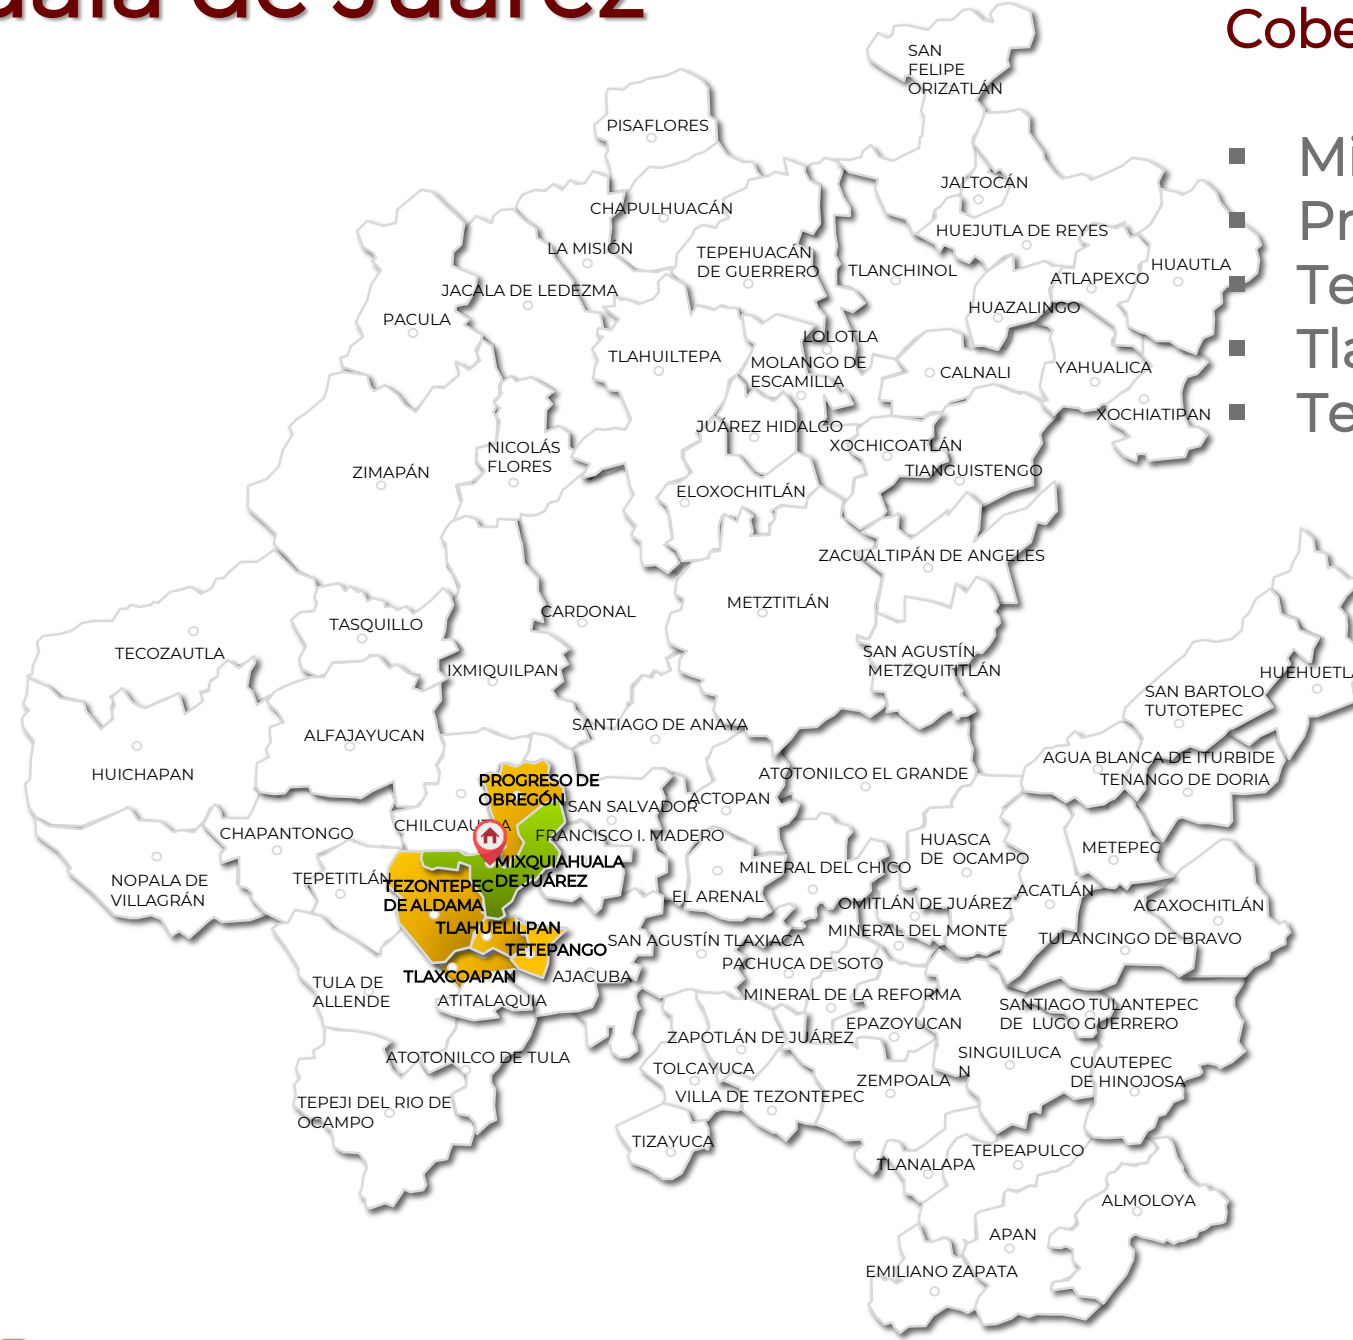 de Juárez
SAN
FELIPE
ORIZATLÁN
PISAFLORES
JALTOCÁN
CHAPULHUACÁN
HUEJUTLA DE REYES
LA MISIÓN
TEPEHUACÁN
DE GUERRERO
TLANCHINOL
HUAUTLA
ATLAPEXCO
JACALA DE LEDEZMA
HUAZALINGO
PACULA
LOLOTLA
TLAHUILTEPA
MOLANGO DE
ESCAMILLA
CALNALI
YAHUALICA
XOCHIATIPAN
JUÁREZ HIDALGO
XOCHICOATLÁN
NICOLÁS
FLORES
ZIMAPÁN
TIANGUISTENGO
ELOXOCHITLÁN
ZACUALTIPÁN DE ANGELES
METZTITLÁN
CARDONAL
TASQUILLO
TECOZAUTLA
SAN AGUSTÍN
METZQUITITLÁN
IXMIQUILPAN
SAN BARTOLO
TUTOTEPEC
SANTIAGO DE ANAYA
ALFAJAYUCAN
AGUA BLANCA DE ITURBIDE
HUICHAPAN
ATOTONILCO EL GRANDE
TENANGO DE DORIA
PROGRESO DE
OBREGÓN
SAN SALVADOR
ACTOPAN
CHAPANTONGO
FRANCISCO I. MADERO
HUASCA
DE OCAMPO
METEPEC
MIXQUIAHUALA
DE JUÁREZ
MINERAL DEL CHICO
NOPALA DE
VILLAGRÁN
TEPETITLÁN
TEZONTEPEC
DE ALDAMA
EL ARENAL
ACATLÁN
OMITLÁN DE JUÁREZ
ACAXOCHITLÁN
TLAHUELILPAN
MINERAL DEL MONTE
TULANCINGO DE BRAVO
TETEPANGO
SAN AGUSTÍN TLAXIACA
PACHUCA DE SOTO
TULA DE
ALLENDE
TLAXCOAPAN
AJACUBA
ATITALAQUIA
MINERAL DE LA REFORMA
SANTIAGO TULANTEPEC
DE LUGO GUERRERO
EPAZOYUCAN
ZAPOTLÁN DE JUÁREZ
ATOTONILCO DE TULA
SINGUILUCA
N
CUAUTEPEC
DE HINOJOSA
TOLCAYUCA
ZEMPOALA
VILLA DE TEZONTEPEC
TEPEJI DEL RIO DE
OCAMPO
TIZAYUCA
TEPEAPULCO
TLANALAPA
ALMOLOYA
APAN
EMILIANO ZAPATA